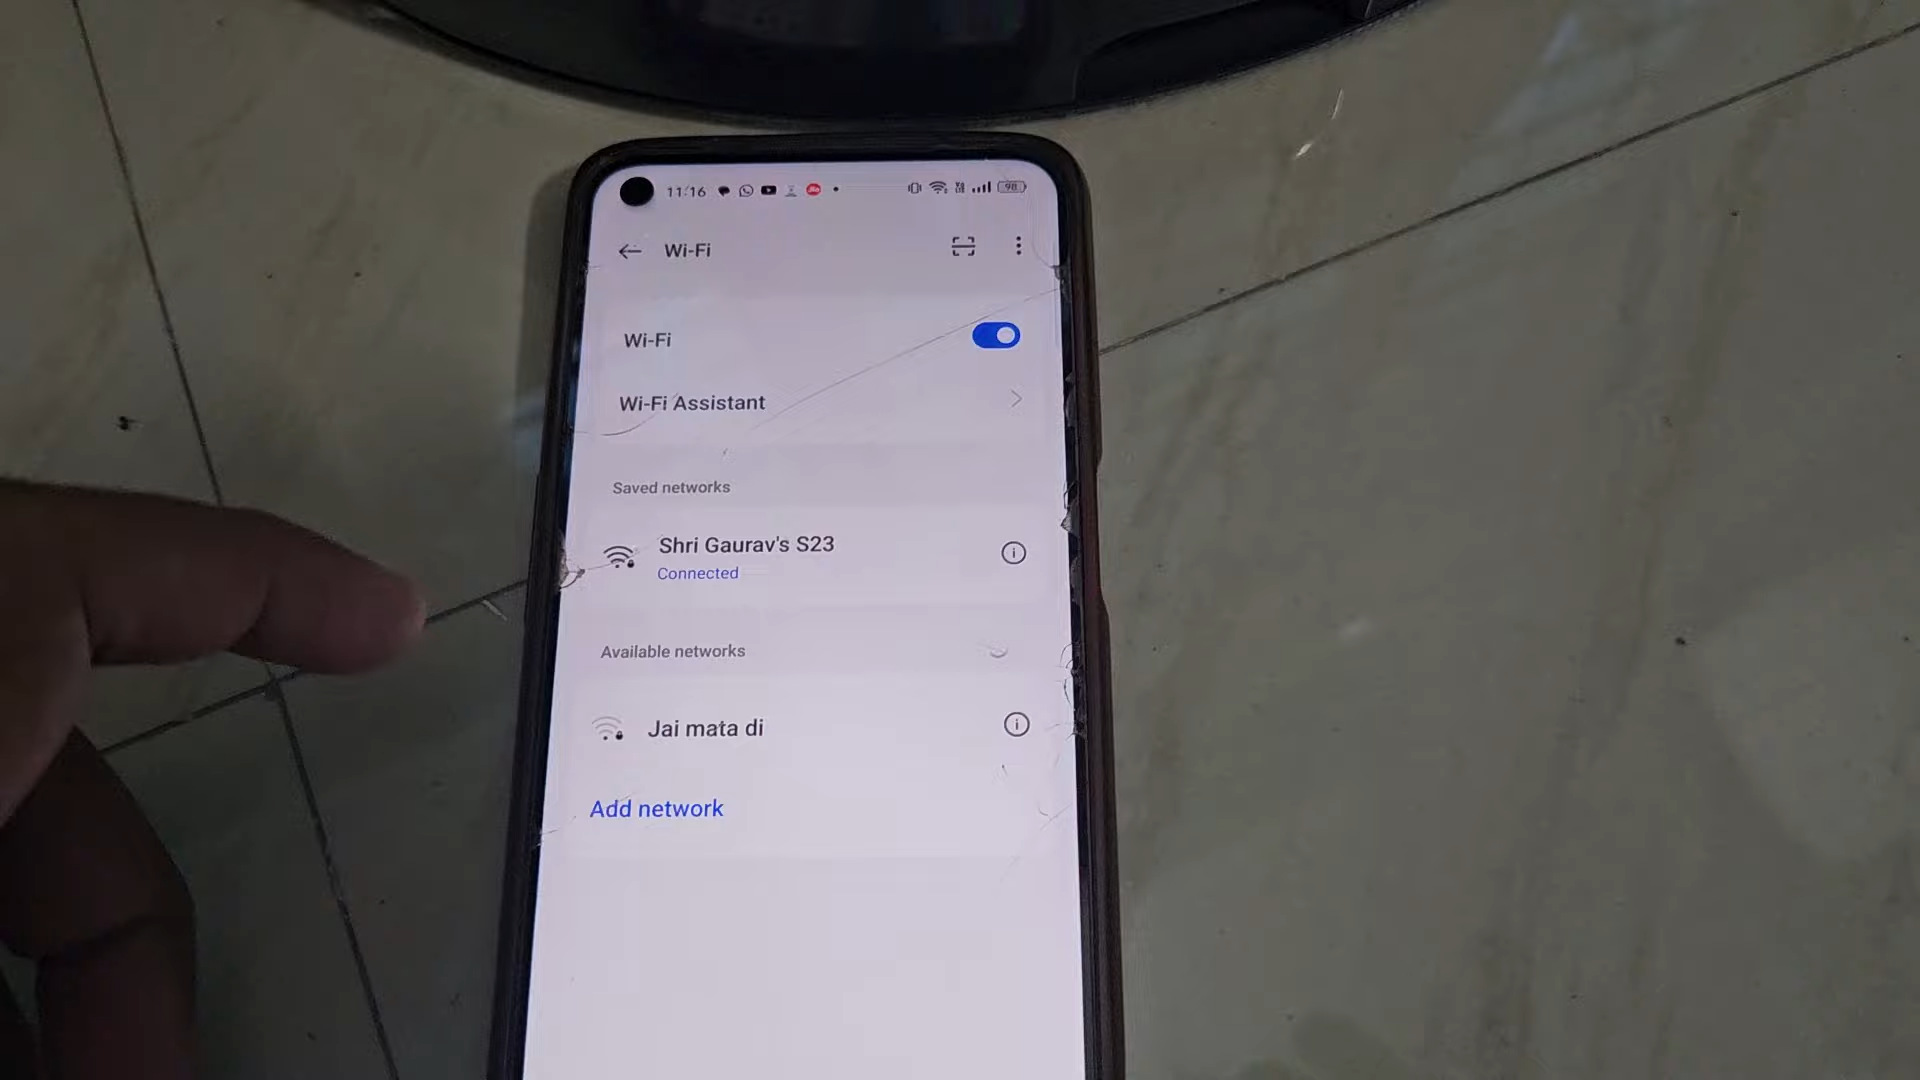 11:16
98
Wi-Fi
Wi-Fi
Wi-Fi Assistant
Saved networks
Shri Gaurav's S23
Connected
Available networks
Jai mata di
Add network